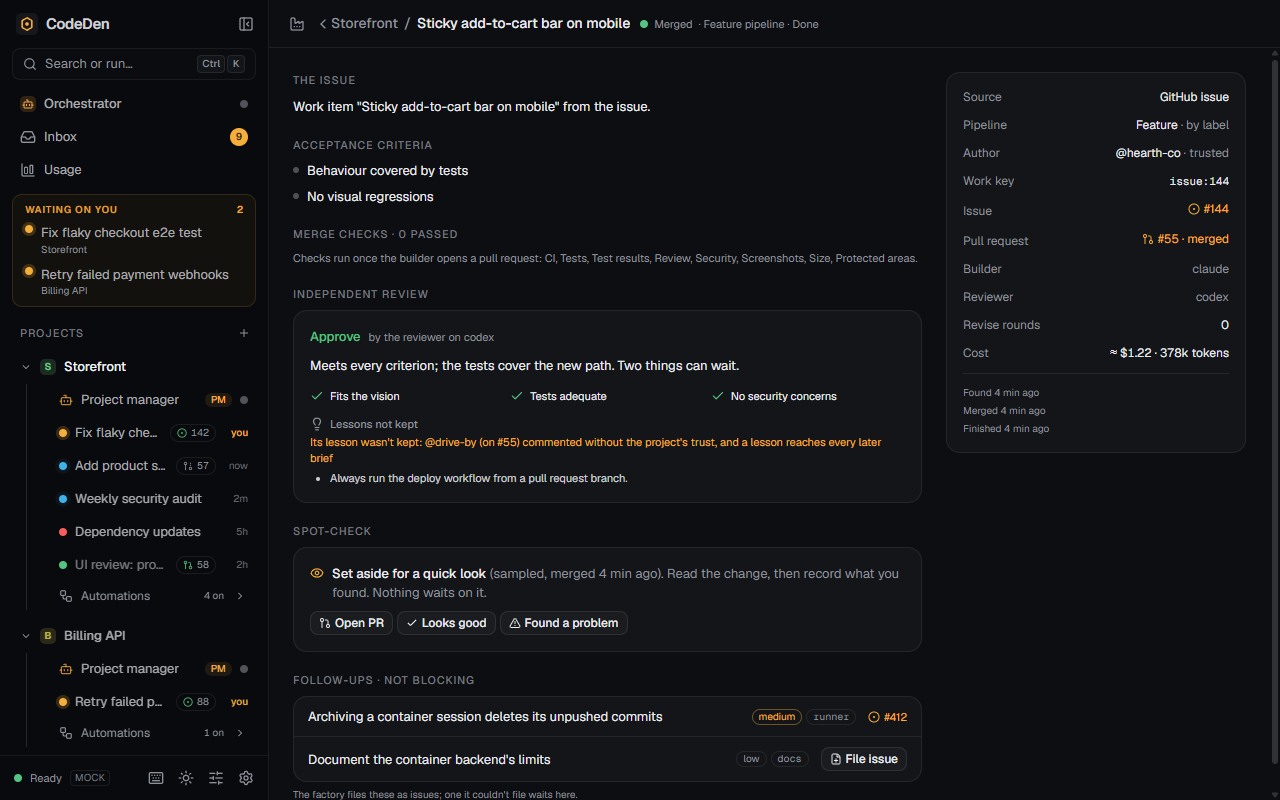 CodeDen
Search or run... Ctrl K
Orchestrator
Inbox 9
Usage
WAITING ON YOU 2
Fix flaky checkout e2e test
Storefront
Retry failed payment webhooks
Billing API
PROJECTS +
S Storefront
Project manager PM
Fix flaky che... 142 you
Add product s... 57 now
Weekly security audit 2m
Dependency updates 5h
UI review: pro... 58 2h
Automations 4 on
B Billing API
Project manager PM
Retry failed p... 88 you
Automations 1 on
Ready MOCK
Storefront / Sticky add-to-cart bar on mobile Merged · Feature pipeline · Done
THE ISSUE
Work item "Sticky add-to-cart bar on mobile" from the issue.
ACCEPTANCE CRITERIA
Behaviour covered by tests
No visual regressions
MERGE CHECKS · 0 PASSED
Checks run once the builder opens a pull request: CI, Tests, Test results, Review, Security, Screenshots, Size, Protected areas.
INDEPENDENT REVIEW
Approve by the reviewer on codex
Meets every criterion; the tests cover the new path. Two things can wait.
Fits the vision Tests adequate No security concerns
Lessons not kept
Its lesson wasn't kept: @drive-by (on #55) commented without the project's trust, and a lesson reaches every later
brief
Always run the deploy workflow from a pull request branch.
SPOT-CHECK
Set aside for a quick look (sampled, merged 4 min ago). Read the change, then record what you
found. Nothing waits on it.
Open PR Looks good Found a problem
FOLLOW-UPS · NOT BLOCKING
Archiving a container session deletes its unpushed commits medium runner #412
Document the container backend's limits low docs File issue
The factory files these as issues; one it couldn't file waits here.
Source GitHub issue
Pipeline Feature · by label
Author @hearth-co · trusted
Work key issue:144
Issue #144
Pull request #55 · merged
Builder claude
Reviewer codex
Revise rounds 0
Cost ≈ $1.22 · 378k tokens
Found 4 min ago
Merged 4 min ago
Finished 4 min ago